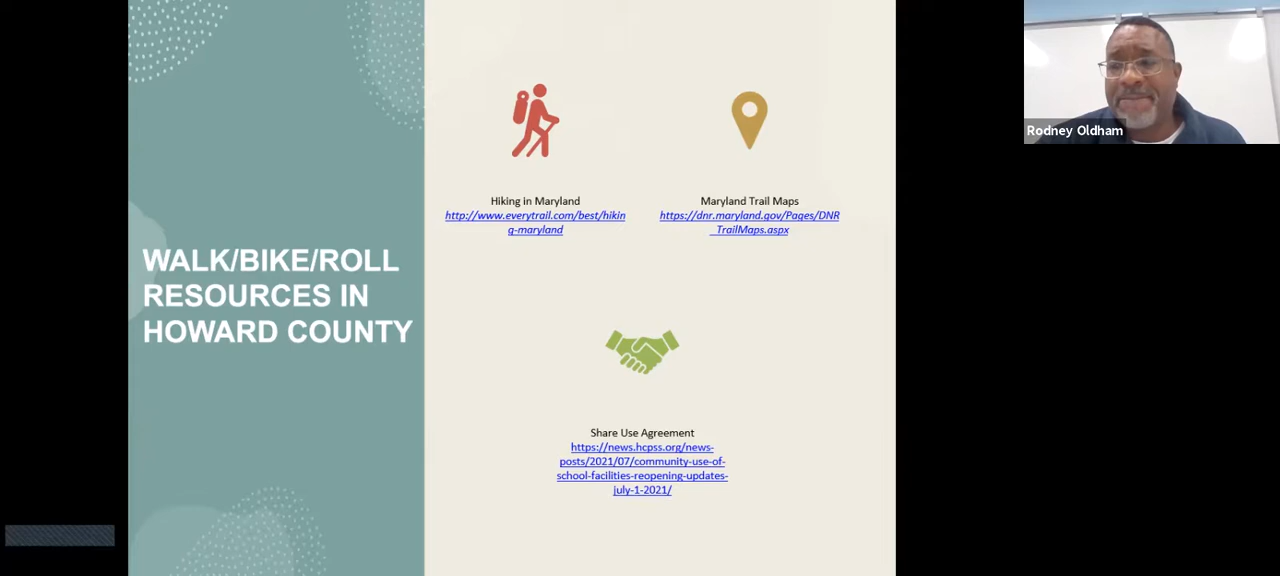 WALK/BIKE/ROLL
RESOURCES IN
HOWARD COUNTY
Hiking in Maryland
http://www.everytrail.com/best/hikin
g-maryland
Maryland Trail Maps
https://dnr.maryland.gov/Pages/DNR
_TrailMaps.aspx
Share Use Agreement
https://news.hcpss.org/news-
posts/2021/07/community-use-of-
school-facilities-reopening-updates-
july-1-2021/
Rodney Oldham